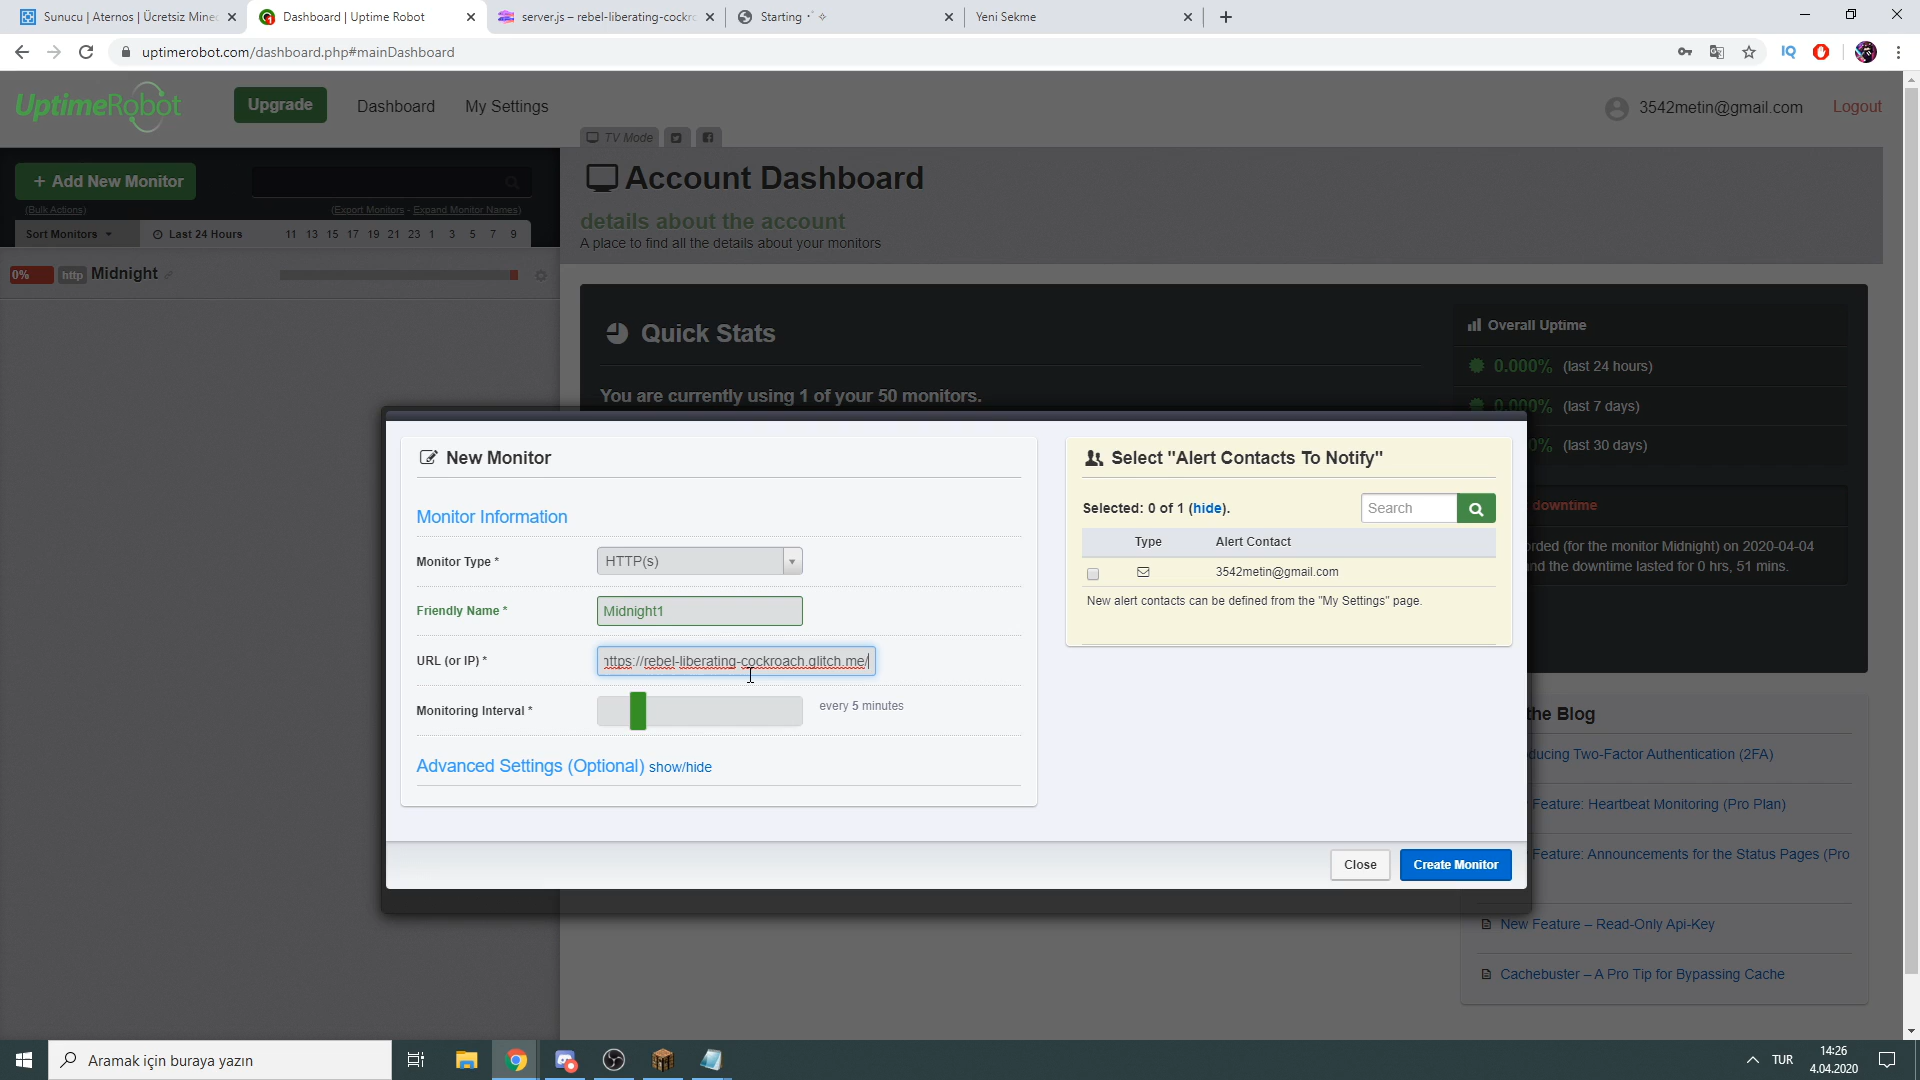 Sunucu | Aternos | Ücretsiz Mine
Dashboard | Uptime Robot
server.js – rebel-liberating-cockro
Starting
Yeni Sekme
uptimerobot.com/dashboard.php#mainDashboard
UptimeRobot
Upgrade
Dashboard
My Settings
3542metin@gmail.com
Logout
TV Mode
+ Add New Monitor
(Bulk Actions)
(Export Monitors - Expand Monitor Names)
Sort Monitors
Last 24 Hours
11 13 15 17 19 21 23 1 3 5 7 9
0% http Midnight
Account Dashboard
details about the account
A place to find all the details about your monitors
Quick Stats
You are currently using 1 of your 50 monitors.
Overall Uptime
0.000% (last 24 hours)
0.000% (last 7 days)
0% (last 30 days)
downtime
rded (for the monitor Midnight) on 2020-04-04
nd the downtime lasted for 0 hrs, 51 mins.
New Monitor
Monitor Information
Monitor Type *
HTTP(s)
Friendly Name *
Midnight1
URL (or IP) *
https://rebel-liberating-cockroach.glitch.me/
Monitoring Interval *
every 5 minutes
Advanced Settings (Optional) show/hide
Select "Alert Contacts To Notify"
Selected: 0 of 1 (hide).
Search
Type
Alert Contact
3542metin@gmail.com
New alert contacts can be defined from the "My Settings" page.
Close
Create Monitor
the Blog
ducing Two-Factor Authentication (2FA)
Feature: Heartbeat Monitoring (Pro Plan)
Feature: Announcements for the Status Pages (Pro
New Feature – Read-Only Api-Key
Cachebuster – A Pro Tip for Bypassing Cache
Aramak için buraya yazın
TUR
14:26
4.04.2020